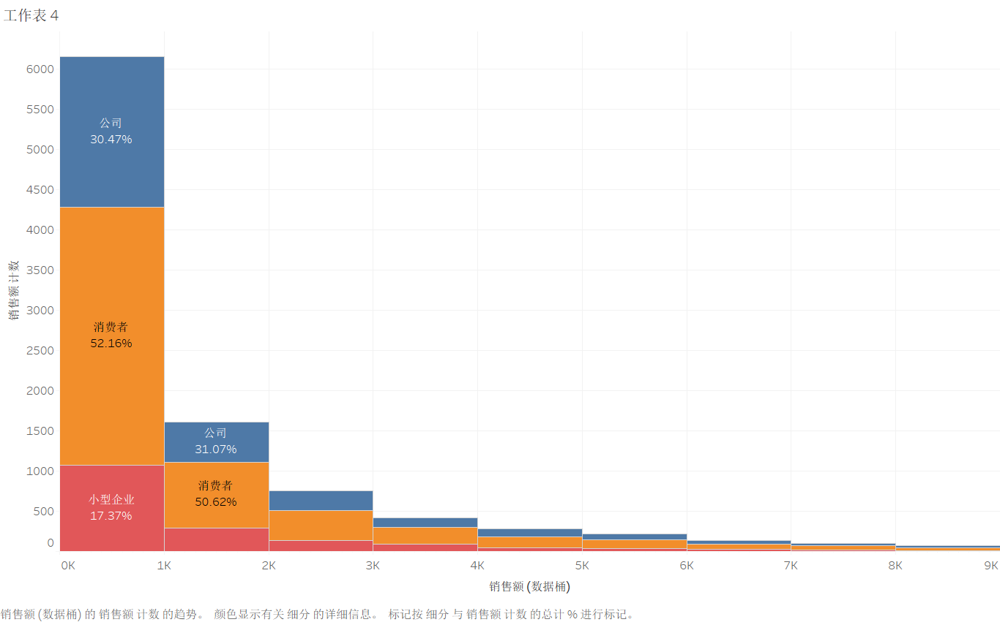 工作表 4
6000
5500
5000
4500
4000
3500
3000
2500
2000
1500
1000
500
0
销售额 计数
公司
30.47%
消费者
52.16%
小型企业
17.37%
公司
31.07%
消费者
50.62%
0K 1K 2K 3K 4K 5K 6K 7K 8K 9K
销售额 (数据桶)
销售额 (数据桶) 的 销售额 计数 的趋势。 颜色显示有关 细分 的详细信息。 标记按 细分 与 销售额 计数 的总计 % 进行标记。